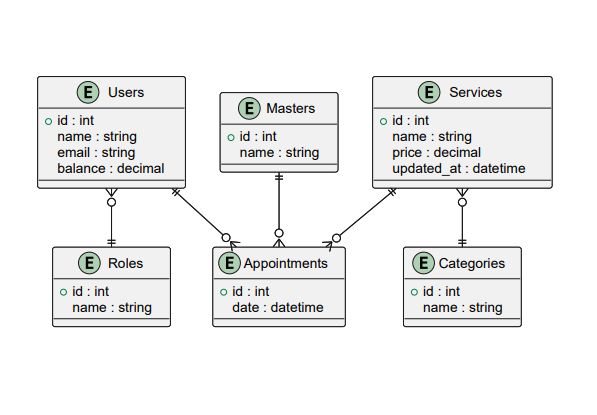 E Users
+ id : int
name : string
email : string
balance : decimal
E Masters
+ id : int
name : string
E Services
+ id : int
name : string
price : decimal
updated_at : datetime
E Roles
id : int
name : string
E Appointments
id : int
date : datetime
E Categories
id : int
name : string